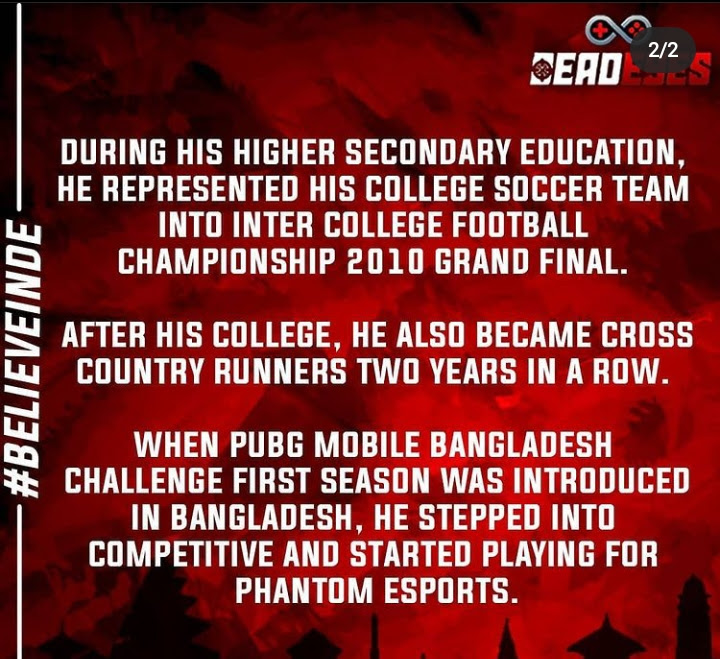 2/2
DEADEYES
DURING HIS HIGHER SECONDARY EDUCATION,
HE REPRESENTED HIS COLLEGE SOCCER TEAM
INTO INTER COLLEGE FOOTBALL
CHAMPIONSHIP 2010 GRAND FINAL.
AFTER HIS COLLEGE, HE ALSO BECAME CROSS
COUNTRY RUNNERS TWO YEARS IN A ROW.
WHEN PUBG MOBILE BANGLADESH
CHALLENGE FIRST SEASON WAS INTRODUCED
IN BANGLADESH, HE STEPPED INTO
COMPETITIVE AND STARTED PLAYING FOR
PHANTOM ESPORTS.
#BELIEVEINDE